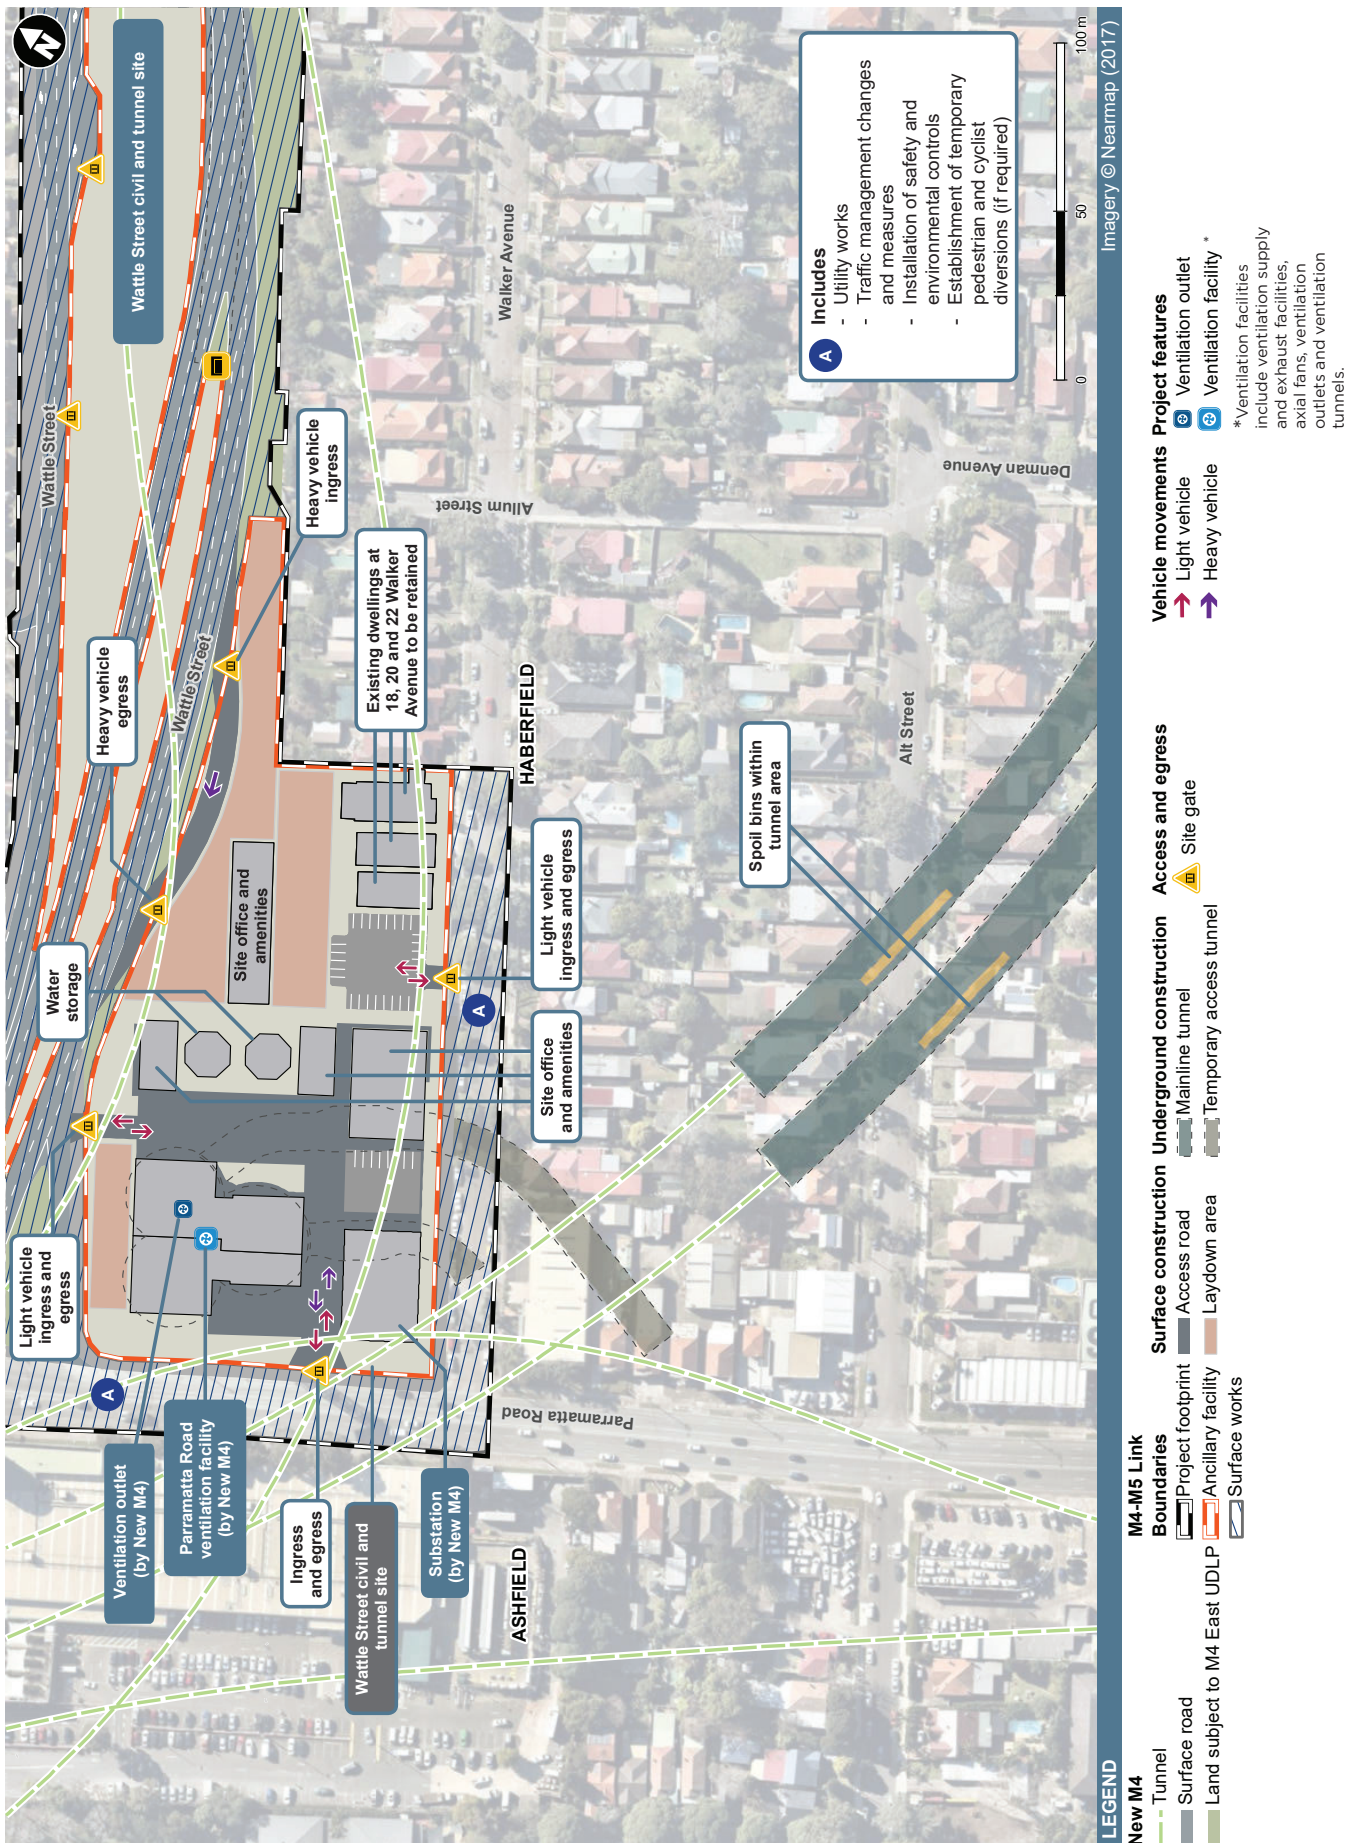 N
Wattle Street civil and tunnel site
Wattle Street
Heavy vehicle
egress
Wattle Street
Heavy vehicle
ingress
Existing dwellings at
18, 20 and 22 Walker
Avenue to be retained
Walker Avenue
Allum Street
Denman Avenue
Alt Street
HABERFIELD
Water
storage
Site office and
amenities
Light vehicle
ingress and egress
Site office
and amenities
A
Spoil bins within
tunnel area
Light vehicle
ingress and
egress
A
Ventilation outlet
(by New M4)
Parramatta Road
ventilation facility
(by New M4)
Ingress
and egress
Wattle Street civil and
tunnel site
Substation
(by New M4)
Parramatta Road
ASHFIELD
A Includes
- Utility works
- Traffic management changes
and measures
- Installation of safety and
environmental controls
- Establishment of temporary
pedestrian and cyclist
diversions (if required)
0 50 100 m
Imagery © Nearmap (2017)
LEGEND
New M4
Tunnel
Surface road
Land subject to M4 East UDLP
M4-M5 Link
Boundaries
Project footprint
Ancillary facility
Surface works
Surface construction
Access road
Laydown area
Underground construction
Mainline tunnel
Temporary access tunnel
Access and egress
Site gate
Vehicle movements
Light vehicle
Heavy vehicle
Project features
Ventilation outlet
Ventilation facility *
*Ventilation facilities
include ventilation supply
and exhaust facilities,
axial fans, ventilation
outlets and ventilation
tunnels.